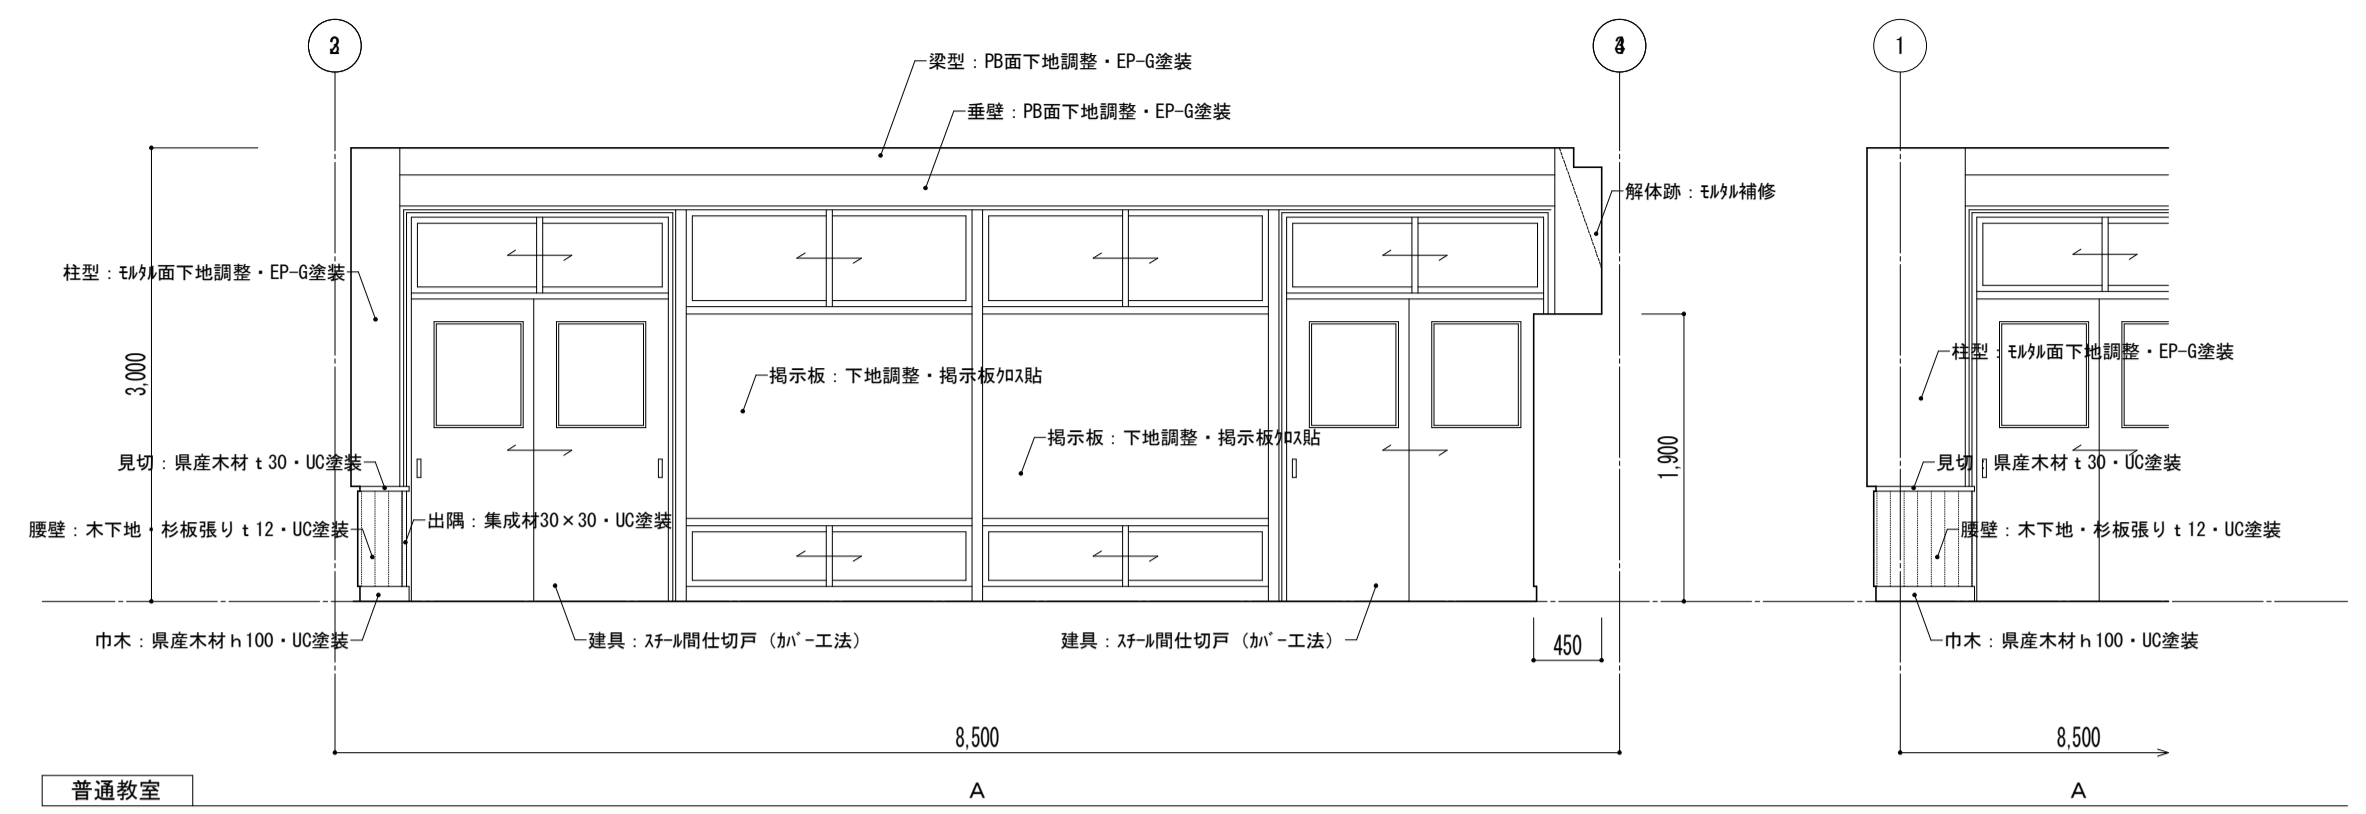 1
梁型：PB面下地調整・EP-G塗装
垂壁：PB面下地調整・EP-G塗装
解体跡：ﾓﾙﾀﾙ補修
柱型：ﾓﾙﾀﾙ面下地調整・EP-G塗装
3,000
柱型：ﾓﾙﾀﾙ面下地調整・EP-G塗装
掲示板：下地調整・掲示板ｸﾛｽ貼
掲示板：下地調整・掲示板ｸﾛｽ貼
1,900
見切：県産木材ｔ30・UC塗装
見切：県産木材ｔ30・UC塗装
出隅：集成材30×30・UC塗装
腰壁：木下地・杉板張りｔ12・UC塗装
腰壁：木下地・杉板張りｔ12・UC塗装
巾木：県産木材ｈ100・UC塗装
建具：ｽﾁｰﾙ間仕切戸（ｶﾊﾞｰ工法）
建具：ｽﾁｰﾙ間仕切戸（ｶﾊﾞｰ工法）
450
巾木：県産木材ｈ100・UC塗装
8,500
8,500
普通教室
A
A